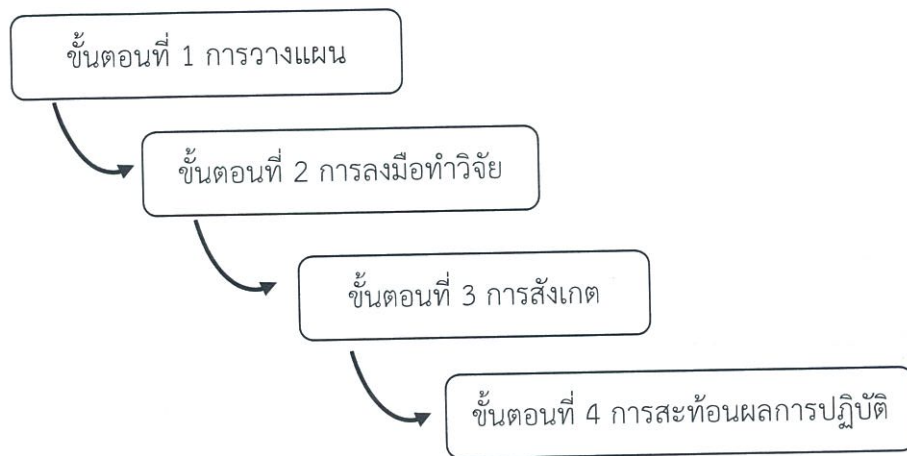 ขั้นตอนที่ 1 การวางแผน
ขั้นตอนที่ 2 การลงมือทำวิจัย
ขั้นตอนที่ 3 การสังเกต
ขั้นตอนที่ 4 การสะท้อนผลการปฏิบัติ